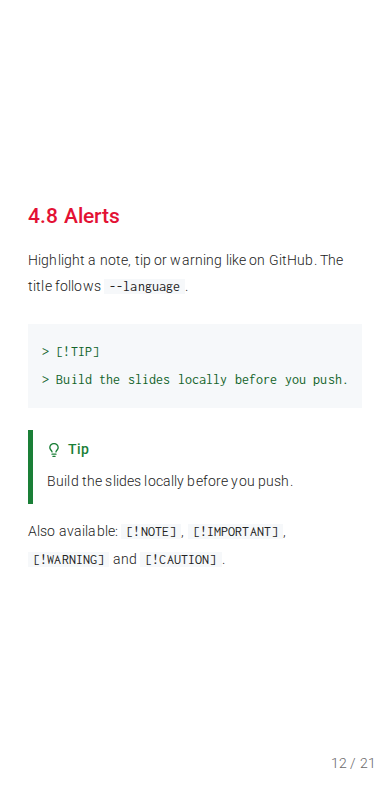 4.8 Alerts
Highlight a note, tip or warning like on GitHub. The
title follows --language.
> [!TIP]
> Build the slides locally before you push.
Tip
Build the slides locally before you push.
Also available: [!NOTE], [!IMPORTANT],
[!WARNING] and [!CAUTION].
12 / 21